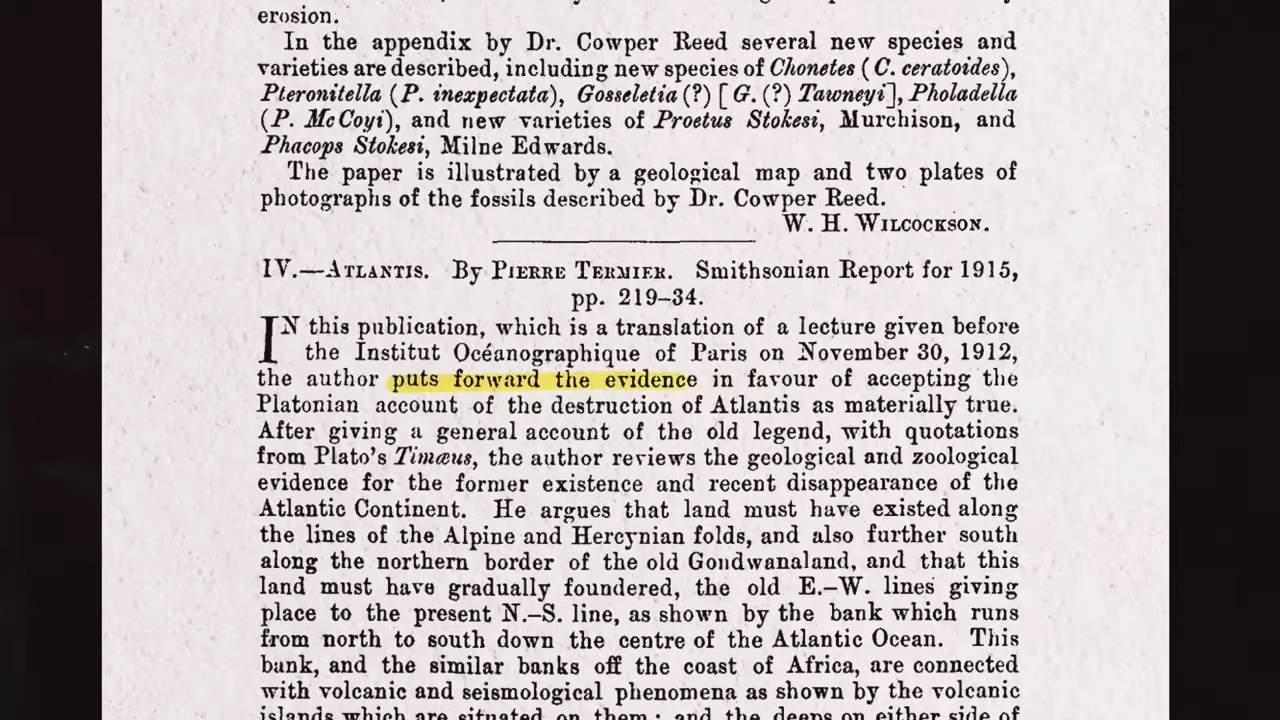 erosion.
In the appendix by Dr. Cowper Reed several new species and
varieties are described, including new species of Chonetes (C. ceratoides),
Pteronitella (P. inexpectata), Gosseletia (?) [G. (?) Tawneyi], Pholadella
(P. McCoyi), and new varieties of Proetus Stokesi, Murchison, and
Phacops Stokesi, Milne Edwards.
The paper is illustrated by a geological map and two plates of
photographs of the fossils described by Dr. Cowper Reed.
W. H. WILCOCKSON.
IV.—ATLANTIS. By PIERRE TERMIER. Smithsonian Report for 1915,
pp. 219–34.
IN this publication, which is a translation of a lecture given before
the Institut Océanographique of Paris on November 30, 1912,
the author puts forward the evidence in favour of accepting the
Platonian account of the destruction of Atlantis as materially true.
After giving a general account of the old legend, with quotations
from Plato's Timæus, the author reviews the geological and zoological
evidence for the former existence and recent disappearance of the
Atlantic Continent. He argues that land must have existed along
the lines of the Alpine and Hercynian folds, and also further south
along the northern border of the old Gondwanaland, and that this
land must have gradually foundered, the old E.–W. lines giving
place to the present N.–S. line, as shown by the bank which runs
from north to south down the centre of the Atlantic Ocean. This
bank, and the similar banks off the coast of Africa, are connected
with volcanic and seismological phenomena as shown by the volcanic
islands which are situated on them; and the deeps on either side of